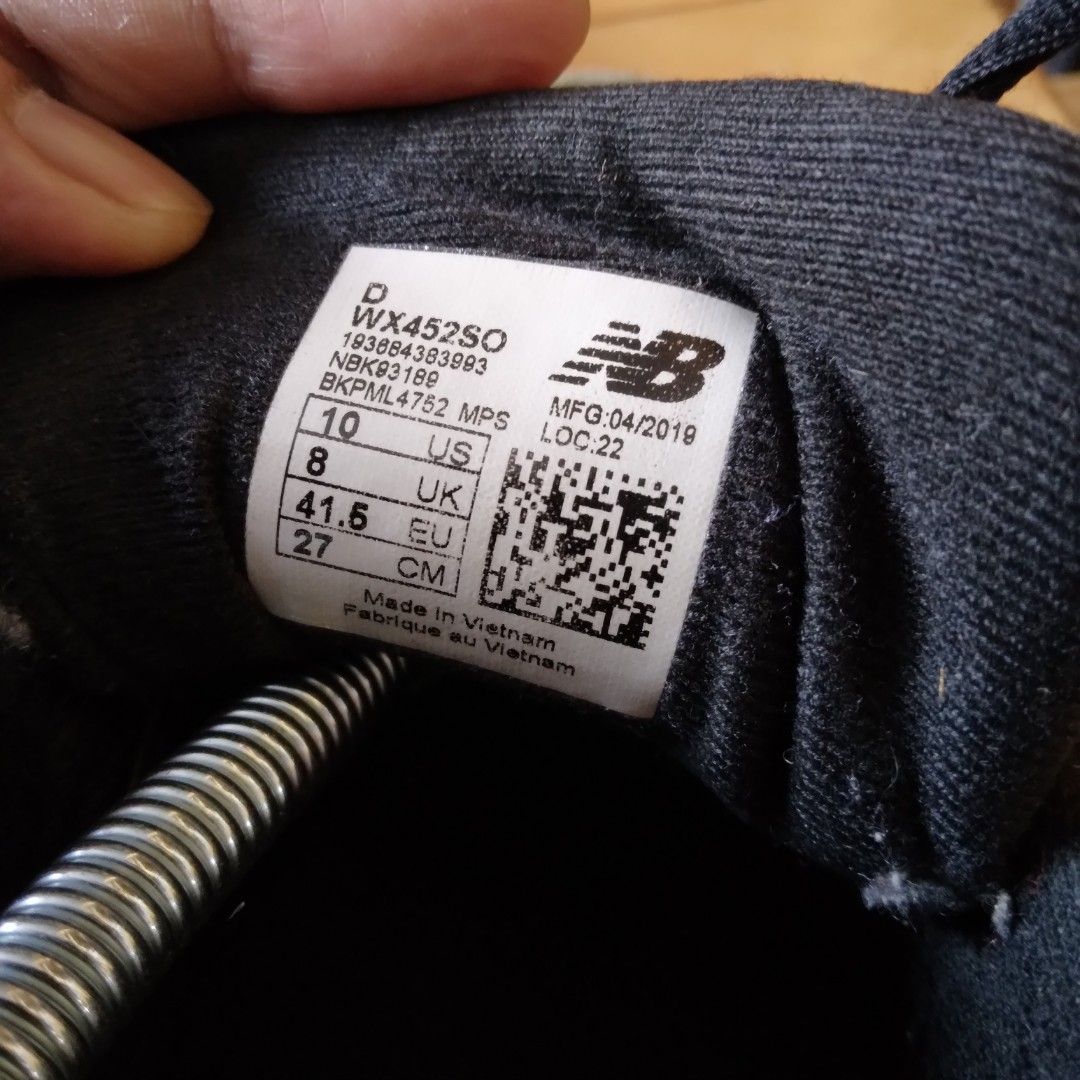 D
WX452SO
193684383993
NBK93189
BKPML4752 MPS
10 US
8 UK
41.5 EU
27 CM
NB
MFG:04/2019
LOC:22
Made in Vietnam
Fabrique au Vietnam